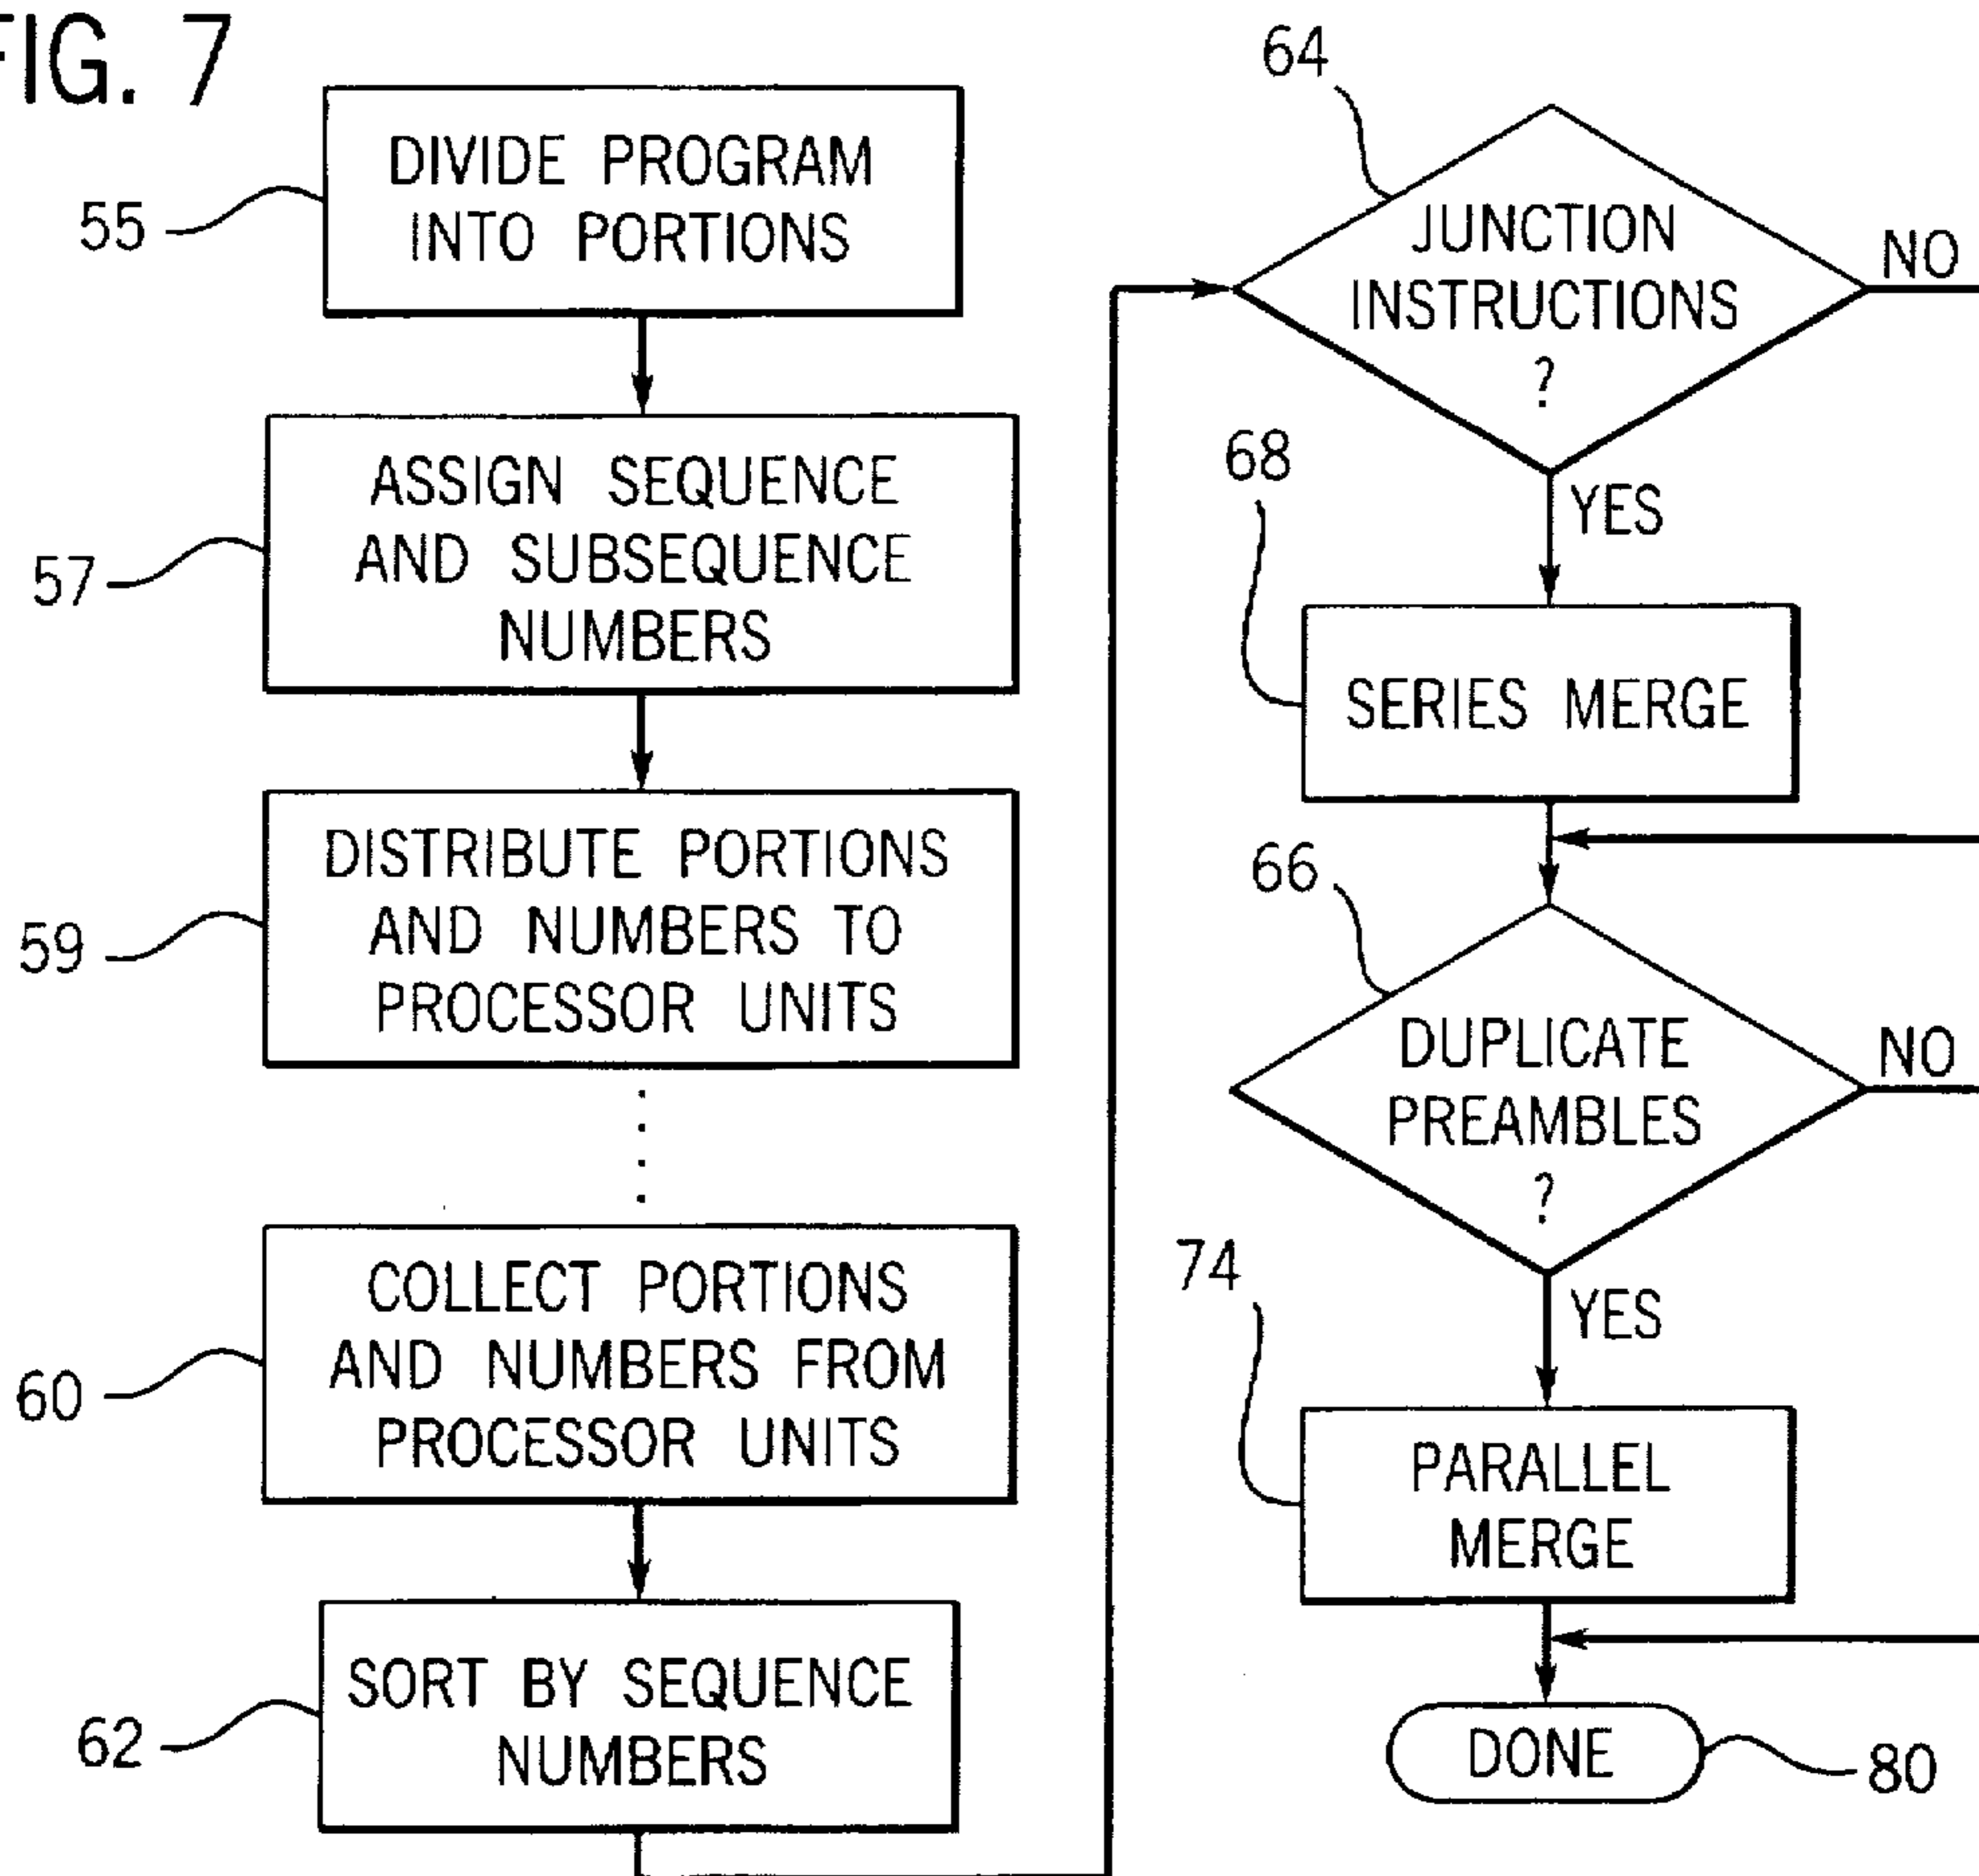 FIG. 7
DIVIDE PROGRAM
INTO PORTIONS
55
ASSIGN SEQUENCE
AND SUBSEQUENCE
NUMBERS
57
DISTRIBUTE PORTIONS
AND NUMBERS TO
PROCESSOR UNITS
59
COLLECT PORTIONS
AND NUMBERS FROM
PROCESSOR UNITS
60
SORT BY SEQUENCE
NUMBERS
62
64
JUNCTION
INSTRUCTIONS
?
NO
YES
68
SERIES MERGE
66
DUPLICATE
PREAMBLES
?
NO
YES
74
PARALLEL
MERGE
DONE
80